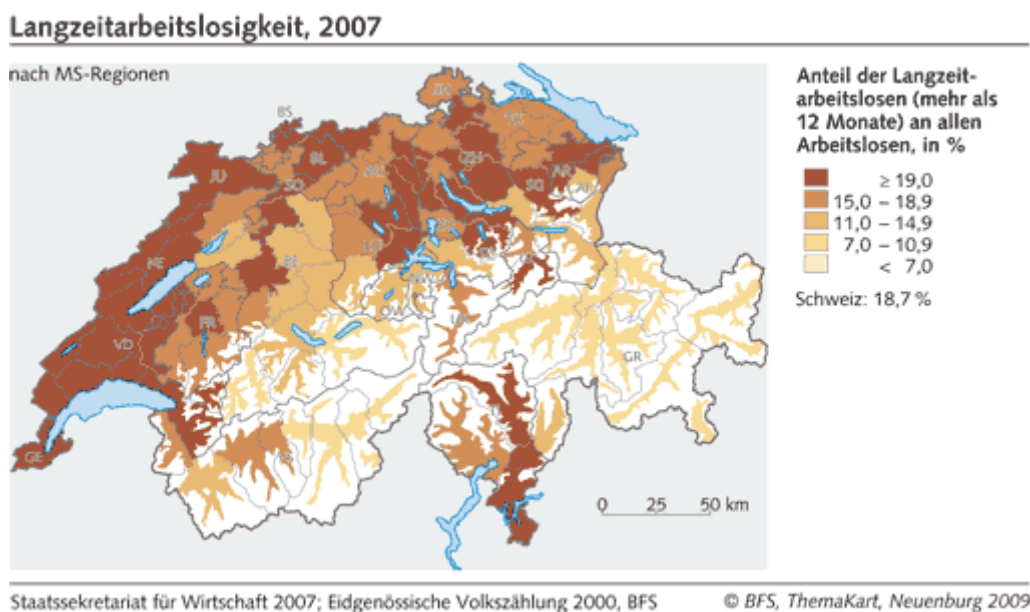 Langzeitarbeitslosigkeit, 2007
nach MS-Regionen
Anteil der Langzeit-
arbeitslosen (mehr als
12 Monate) an allen
Arbeitslosen, in %
≥ 19,0
15,0 – 18,9
11,0 – 14,9
7,0 – 10,9
< 7,0
Schweiz: 18,7 %
SH
BS
TG
BL
ZH
JU
AG
AR
SO
SG
AI
LU
NE
BE
OW
UR
FR
VD
GR
GE
0 25 50 km
Staatssekretariat für Wirtschaft 2007; Eidgenössische Volkszählung 2000, BFS
© BFS, ThemaKart, Neuenburg 2009